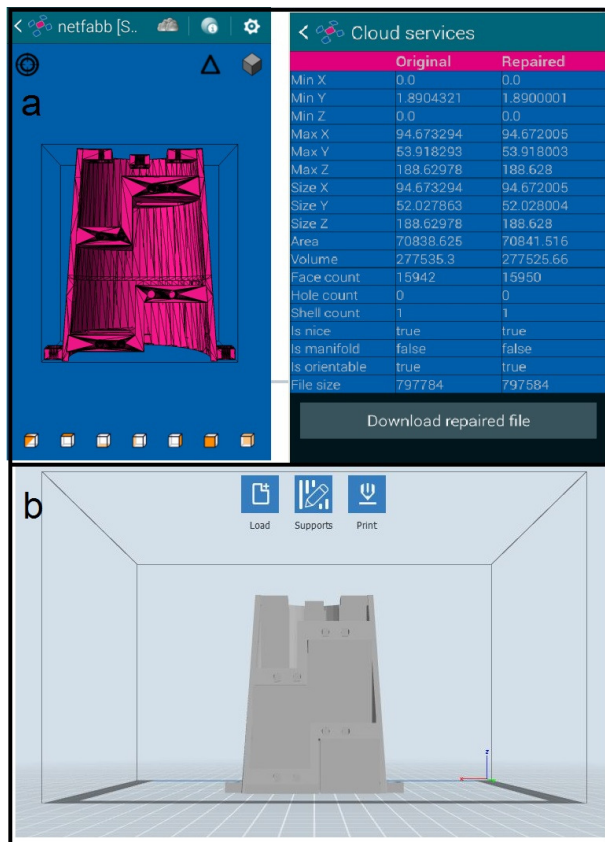 netfabb [S..
a
Cloud services
Original Repaired
Min X 0.0 0.0
Min Y 1.8904321 1.8900001
Min Z 0.0 0.0
Max X 94.673294 94.672005
Max Y 53.918293 53.918003
Max Z 188.62978 188.628
Size X 94.673294 94.672005
Size Y 52.027863 52.028004
Size Z 188.62978 188.628
Area 70838.625 70841.516
Volume 277535.3 277525.66
Face count 15942 15950
Hole count 0 0
Shell count 1 1
Is nice true true
Is manifold false false
Is orientable true true
File size 797784 797584
Download repaired file
b
Load Supports Print
z